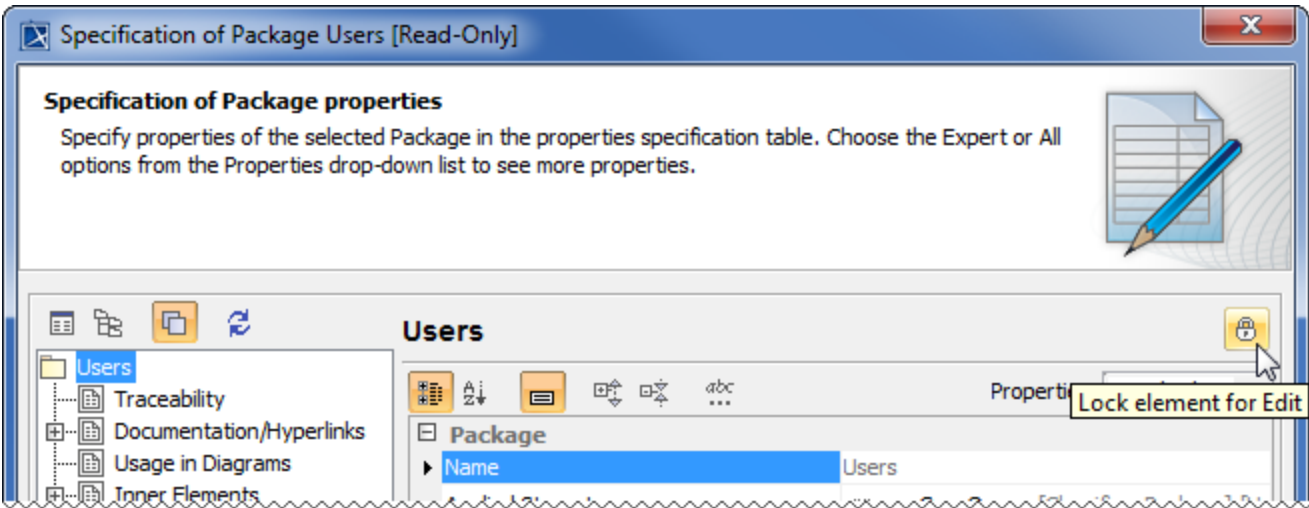 Specification of Package Users [Read-Only]
Specification of Package properties
Specify properties of the selected Package in the properties specification table. Choose the Expert or All
options from the Properties drop-down list to see more properties.
Users
Users
Traceability
Documentation/Hyperlinks
Usage in Diagrams
Inner Elements
abc
...
Lock element for Edit
Package
Name Users